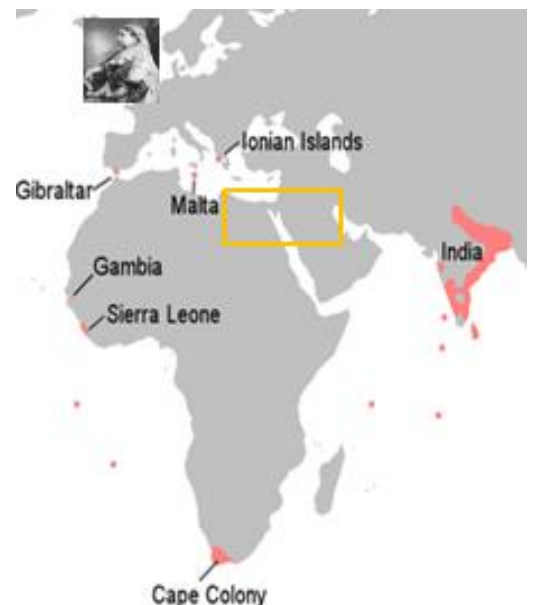 Ionian Islands
Gibraltar
Malta
India
Gambia
Sierra Leone
Cape Colony